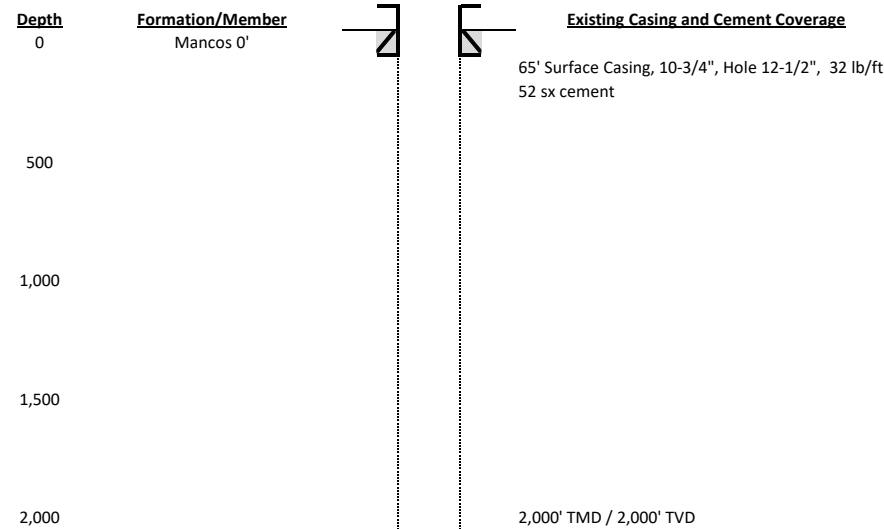 Depth Formation/Member Existing Casing and Cement Coverage
0 Mancos 0'
65' Surface Casing, 10-3/4", Hole 12-1/2", 32 lb/ft
52 sx cement
500
1,000
1,500
2,000 2,000' TMD / 2,000' TVD